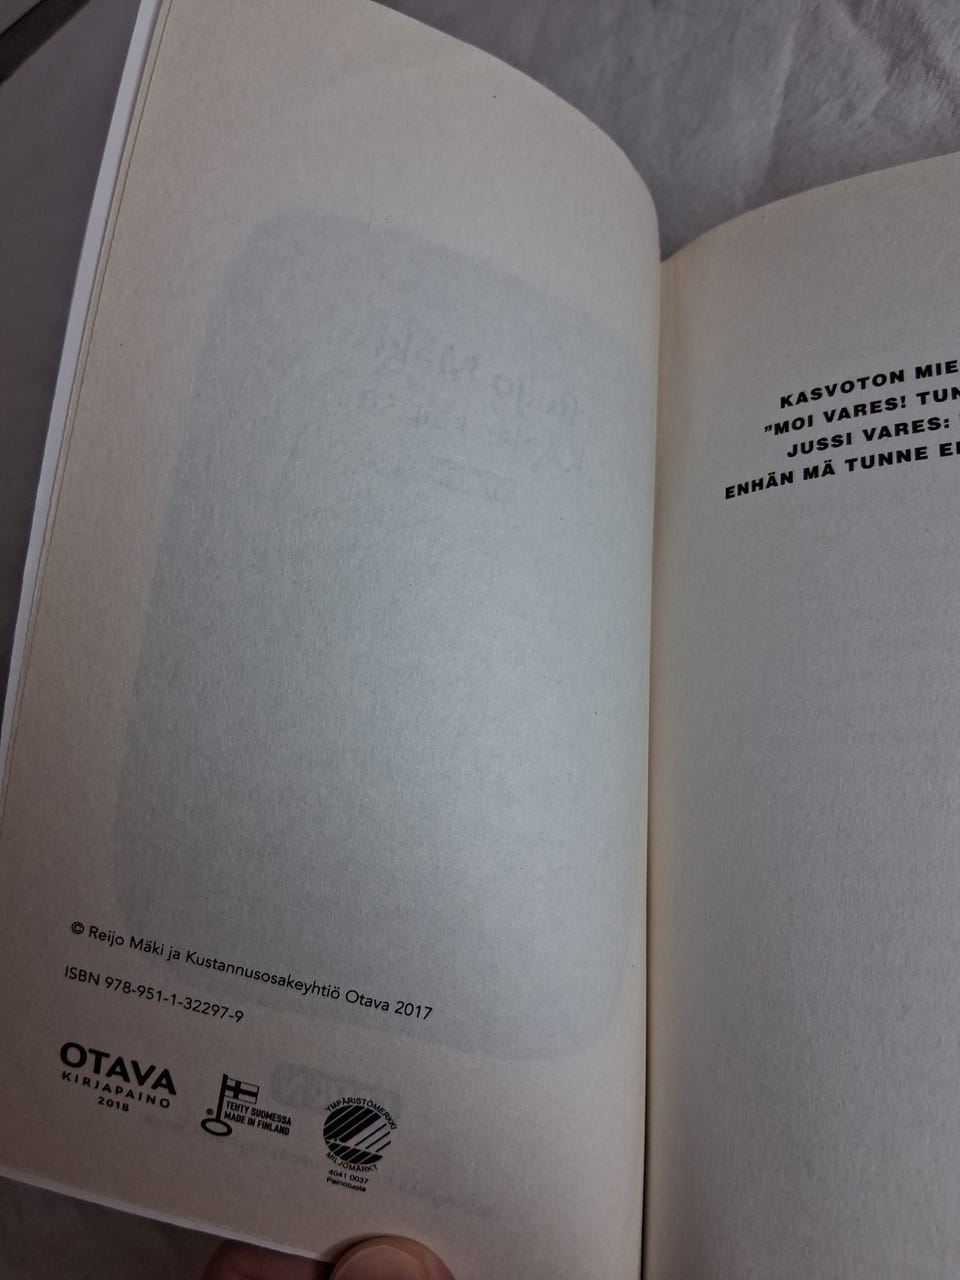 © Reijo Mäki ja Kustannusosakeyhtiö Otava 2017
ISBN 978-951-1-32297-9
OTAVA
KIRJAPAINO
2018
® TEHTY SUOMESSA
MADE IN FINLAND
YMPÄRISTÖMERKKI
MILJÖMÄRKT
4041 0037
Painotuote
KASVOTON MIE
"MOI VARES! TUN
JUSSI VARES:
ENHÄN MÄ TUNNE